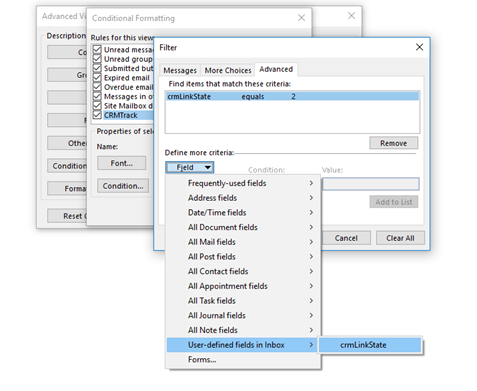 Advanced Vi
Conditional Formatting
Filter
Description
Rules for this view
Unread messa
Unread group
Submitted but
Expired email
Overdue email
Messages in o
Site Mailbox d
CRMTrack
Messages
More Choices
Advanced
Find items that match these criteria:
crmLinkState equals 2
Remove
Define more criteria:
Field
Condition:
Value:
Add to List
Co
Gr
F
Othe
Condition
Forma
Reset C
Properties of sele
Name:
Font...
Condition...
Cancel
Clear All
Frequently-used fields
Address fields
Date/Time fields
All Document fields
All Mail fields
All Post fields
All Contact fields
All Appointment fields
All Task fields
All Journal fields
All Note fields
User-defined fields in Inbox
crmLinkState
Forms...